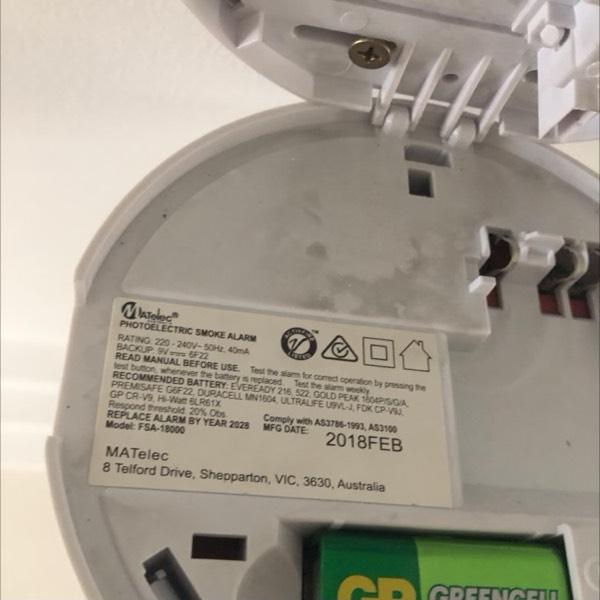 MATelec®
PHOTOELECTRIC SMOKE ALARM
RATING: 220 - 240V~ 50Hz, 40mA
BACKUP: 9V 6F22
READ MANUAL BEFORE USE. Test the alarm for correct operation by pressing the
test button, whenever the battery is replaced. Test the alarm weekly.
RECOMMENDED BATTERY: EVEREADY 216, 522, GOLD PEAK 1604P/S/G/A,
PREMISAFE G6F22, DURACELL MN1604, ULTRALIFE U9VL-J, FDK CP-V9J,
GP CR-V9, Hi-Watt 6LR61X
Respond threshold: 20% Obs. Comply with AS3786-1993, AS3100
REPLACE ALARM BY YEAR 2028 MFG DATE: 2018FEB
Model: FSA-18000
MATelec
8 Telford Drive, Shepparton, VIC, 3630, Australia
GP GREENCELL